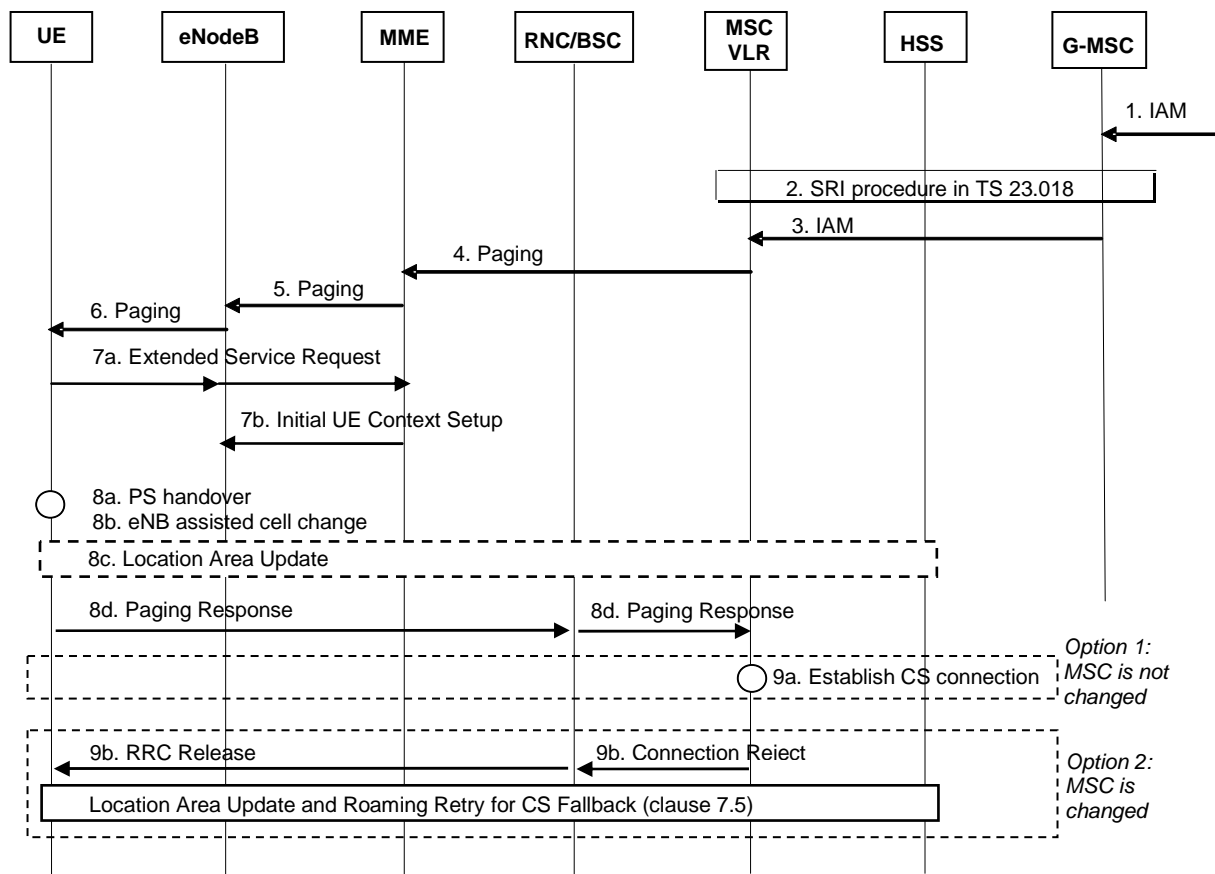 UE
eNodeB
MME
RNC/BSC
MSC
VLR
HSS
G-MSC
1. IAM
2. SRI procedure in TS 23.018
3. IAM
4. Paging
5. Paging
6. Paging
7a. Extended Service Request
7b. Initial UE Context Setup
8a. PS handover
8b. eNB assisted cell change
8c. Location Area Update
8d. Paging Response
8d. Paging Response
Option 1:
MSC is not
changed
9a. Establish CS connection
9b. RRC Release
9b. Connection Reject
Option 2:
MSC is
changed
Location Area Update and Roaming Retry for CS Fallback (clause 7.5)